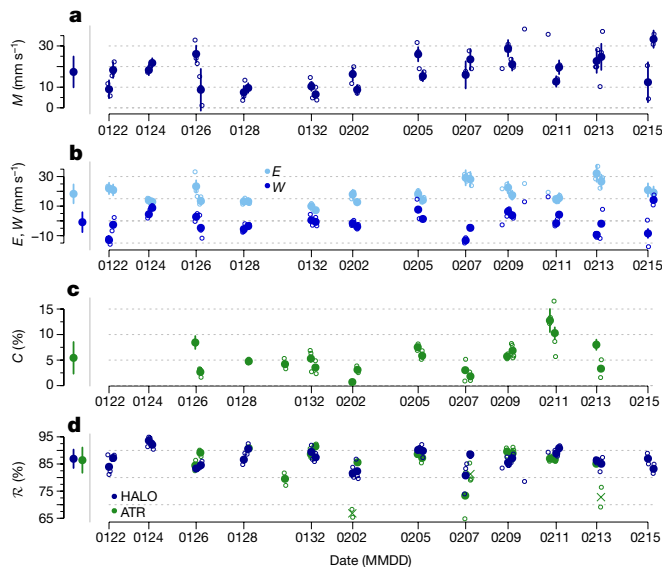 a
M (mm s⁻¹)
30
10
0
0122 0124 0126 0128 0132 0202 0205 0207 0209 0211 0213 0215
b
E, W (mm s⁻¹)
30
10
−10
E
W
0122 0124 0126 0128 0132 0202 0205 0207 0209 0211 0213 0215
c
C (%)
15
10
5
0
0122 0124 0126 0128 0132 0202 0205 0207 0209 0211 0213 0215
d
ℛ (%)
95
85
75
65
HALO
ATR
0122 0124 0126 0128 0132 0202 0205 0207 0209 0211 0213 0215
Date (MMDD)